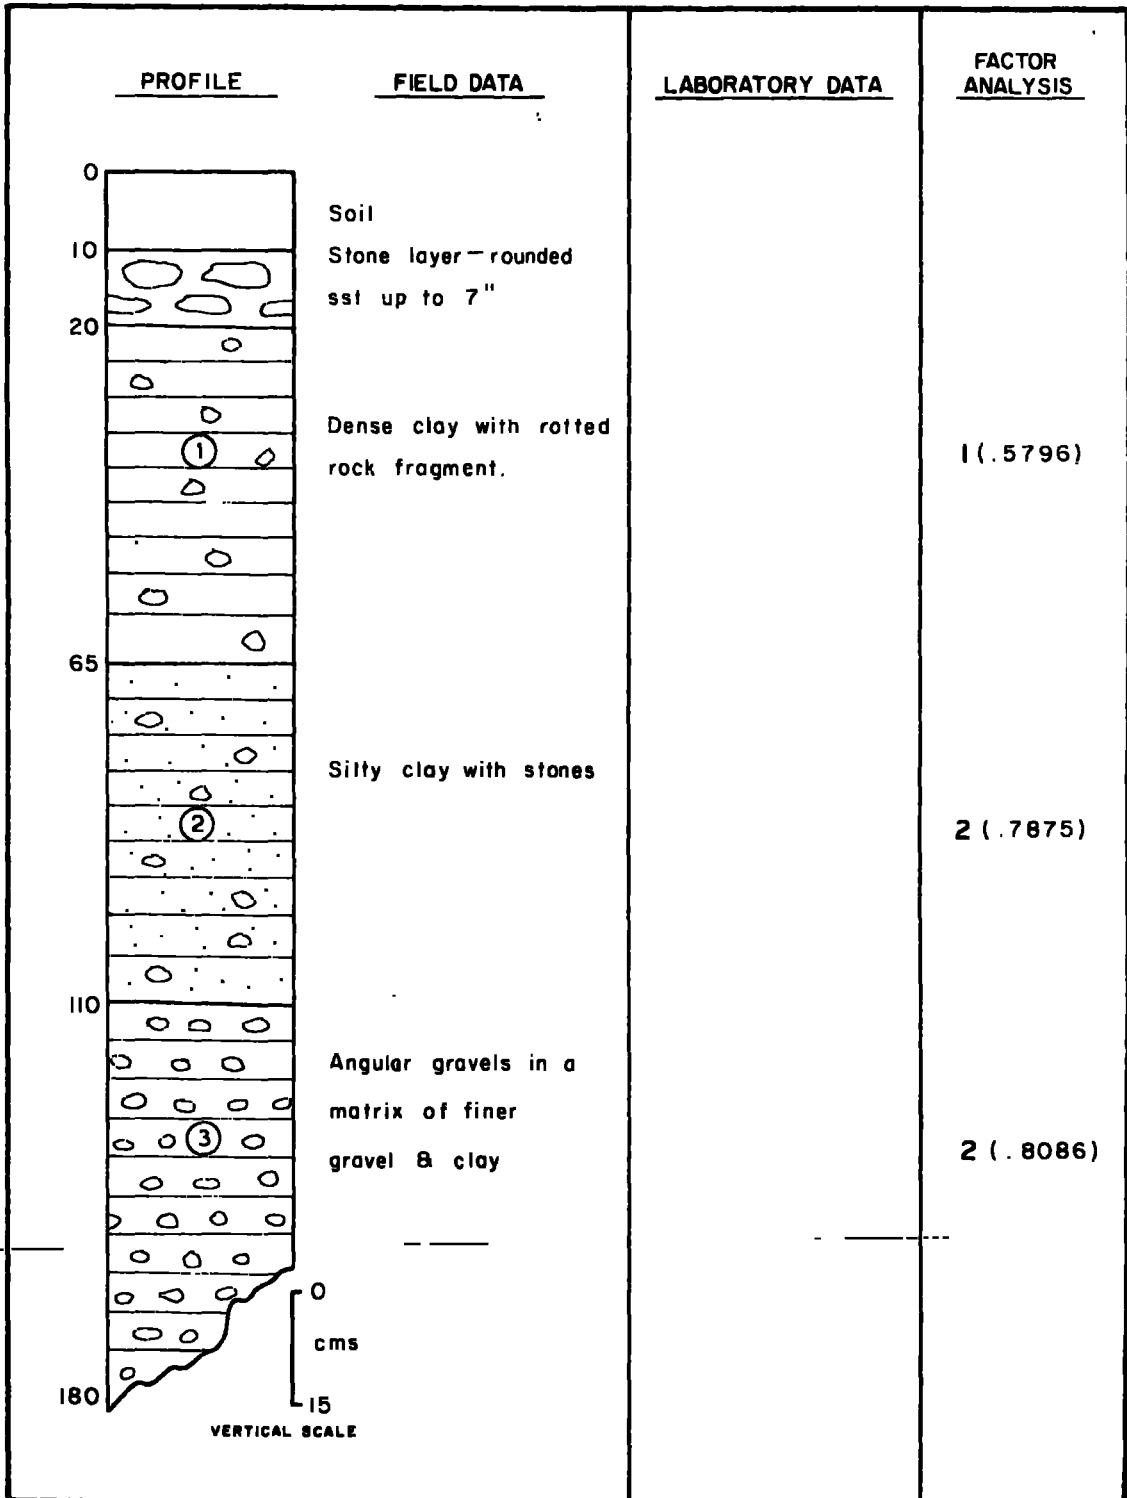 PROFILE
FIELD DATA
LABORATORY DATA
FACTOR
ANALYSIS
0
Soil
10
Stone layer – rounded
sst up to 7"
20
Dense clay with rotted
rock fragment.
1
1 (.5796)
65
Silty clay with stones
2
2 (.7875)
110
Angular gravels in a
matrix of finer
gravel & clay
3
2 (.8086)
0
cms
15
180
VERTICAL SCALE